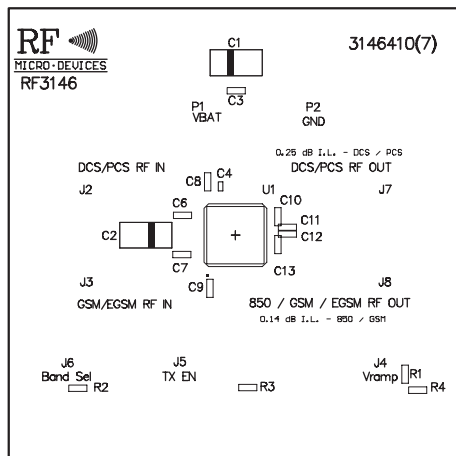 RF
MICRO·DEVICES
RF3146
3146410(7)
C1
C3
P1
VBAT
P2
GND
0.25 dB I.L. - DCS / PCS
DCS/PCS RF IN
DCS/PCS RF OUT
J2
C8
C4
U1
J7
C6
C10
C11
C12
C2
C7
C13
J3
C9
J8
GSM/EGSM RF IN
850 / GSM / EGSM RF OUT
0.14 dB I.L. - 850 / GSM
J6
Band Sel
R2
J5
TX EN
R3
J4
Vramp
R1
R4